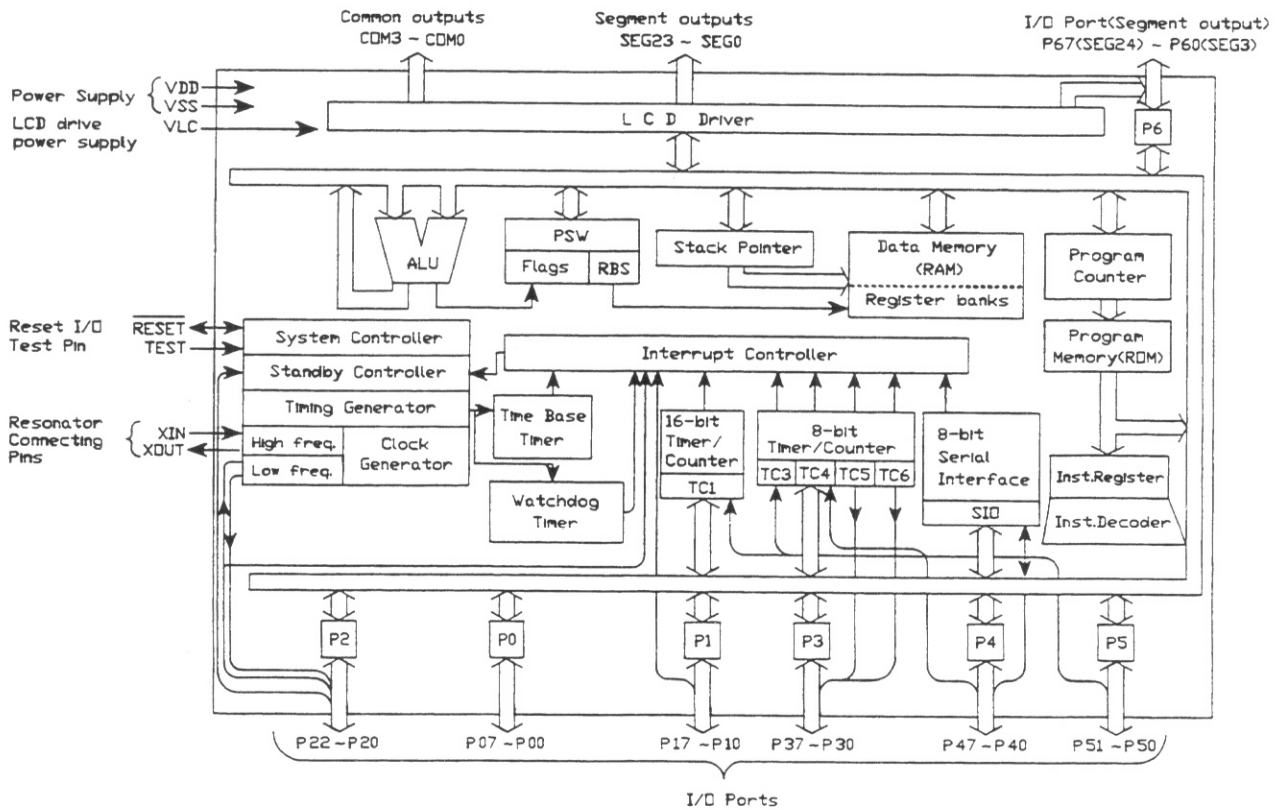 Common outputs
COM3 ~ COM0
Segment outputs
SEG23 ~ SEG0
I/O Port(Segment output)
P67(SEG24) ~ P60(SEG3)
Power Supply
VDD
VSS
LCD drive
power supply
VLC
L C D Driver
P6
ALU
PSW
Flags
RBS
Stack Pointer
Data Memory
(RAM)
Register banks
Program
Counter
Reset I/O
Test Pin
RESET
TEST
System Controller
Standby Controller
Timing Generator
High freq.
Low freq.
Clock
Generator
Resonator
Connecting
Pins
XIN
XOUT
Interrupt Controller
Program
Memory(ROM)
Time Base
Timer
Watchdog
Timer
16-bit
Timer/
Counter
TC1
8-bit
Timer/Counter
TC3
TC4
TC5
TC6
8-bit
Serial
Interface
SIO
Inst.Register
Inst.Decoder
P2
P0
P1
P3
P4
P5
P22 ~P20
P07 ~P00
P17 ~P10
P37 ~P30
P47 ~P40
P51 ~P50
I/O Ports